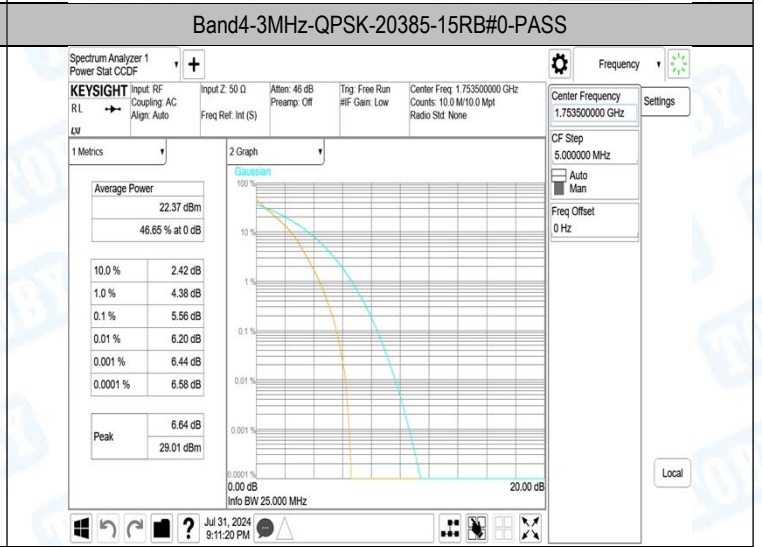 Band4-3MHz-QPSK-20385-15RB#0-PASS
Spectrum Analyzer 1
Power Stat CCDF
Frequency
KEYSIGHT
RL
Input: RF
Coupling: AC
Align: Auto
Input Z: 50 Ω
Freq Ref: Int (S)
Atten: 46 dB
Preamp: Off
Trig: Free Run
#IF Gain: Low
Center Freq: 1.753500000 GHz
Counts: 10.0 M/10.0 Mpt
Radio Std: None
Center Frequency
1.753500000 GHz
Settings
CF Step
5.000000 MHz
Auto
Man
Freq Offset
0 Hz
1 Metrics
Average Power
22.37 dBm
46.65 % at 0 dB
10.0 % 2.42 dB
1.0 % 4.38 dB
0.1 % 5.56 dB
0.01 % 6.20 dB
0.001 % 6.44 dB
0.0001 % 6.58 dB
Peak 6.64 dB
29.01 dBm
2 Graph
Gaussian
100 %
10 %
1 %
0.1 %
0.01 %
0.001 %
0.0001 %
0.00 dB 20.00 dB
Info BW 25.000 MHz
Local
Jul 31, 2024
9:11:20 PM